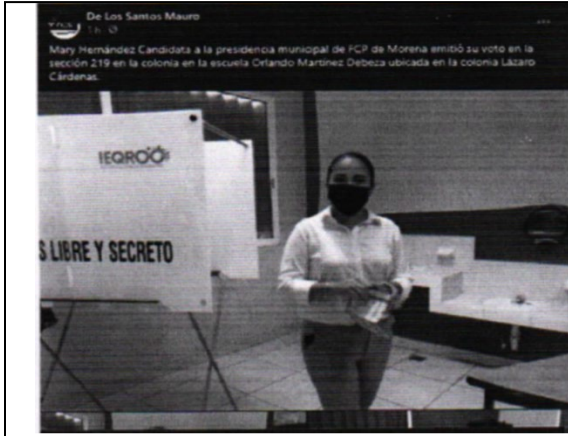 De Los Santos Mauro
1 h
Mary Hernández Candidata a la presidencia municipal de FCP de Morena emitió su voto en la
sección 219 en la colonia en la escuela Orlando Martínez Debeza ubicada en la colonia Lázaro
Cárdenas.
IEQROO
S LIBRE Y SECRETO